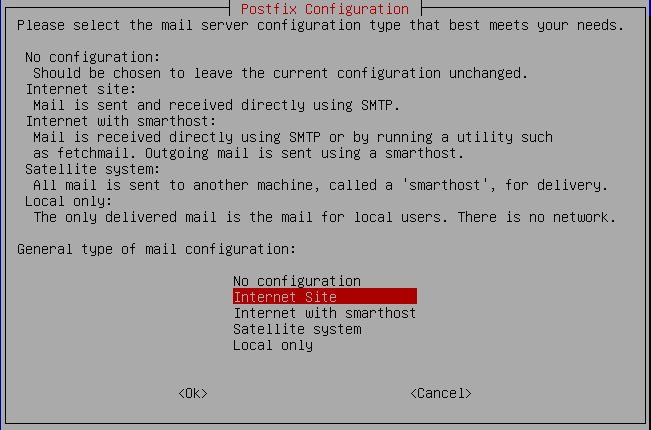 Postfix Configuration
Please select the mail server configuration type that best meets your needs.
No configuration:
Should be chosen to leave the current configuration unchanged.
Internet site:
Mail is sent and received directly using SMTP.
Internet with smarthost:
Mail is received directly using SMTP or by running a utility such
as fetchmail. Outgoing mail is sent using a smarthost.
Satellite system:
All mail is sent to another machine, called a 'smarthost', for delivery.
Local only:
The only delivered mail is the mail for local users. There is no network.
General type of mail configuration:
No configuration
Internet Site
Internet with smarthost
Satellite system
Local only
<Ok> <Cancel>